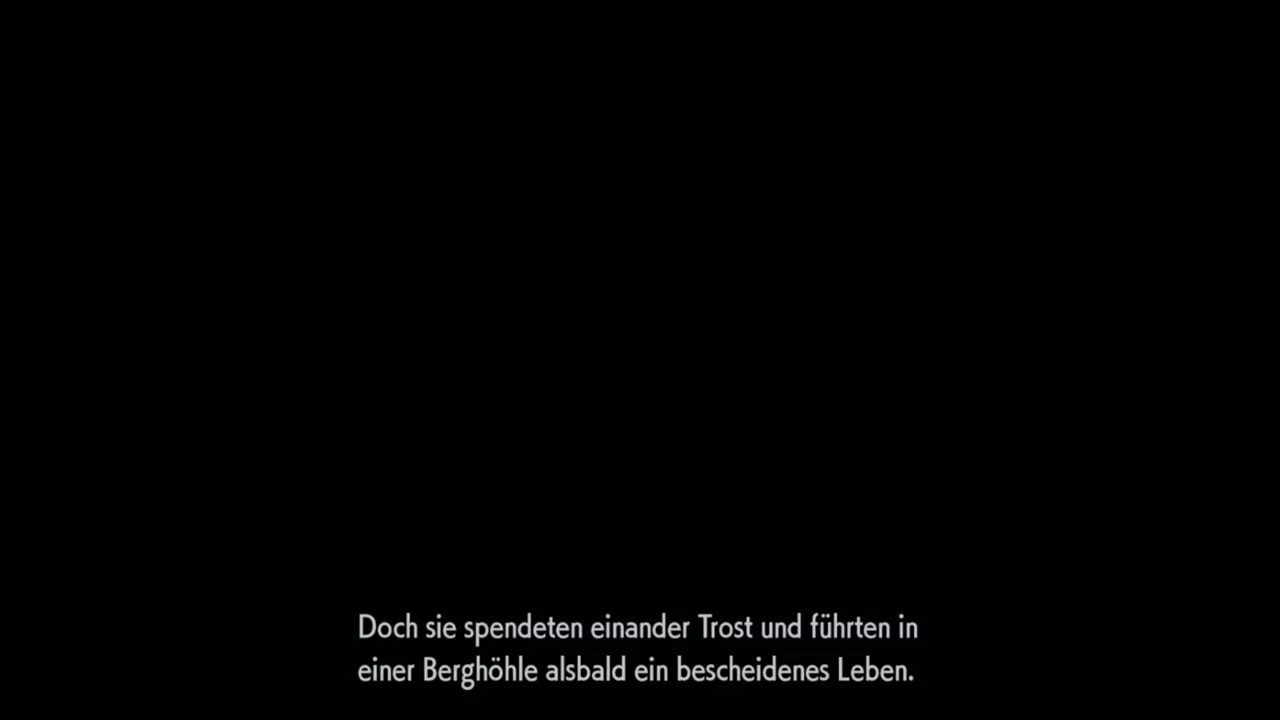 Doch sie spendeten einander Trost und führten in
einer Berghöhle alsbald ein bescheidenes Leben.